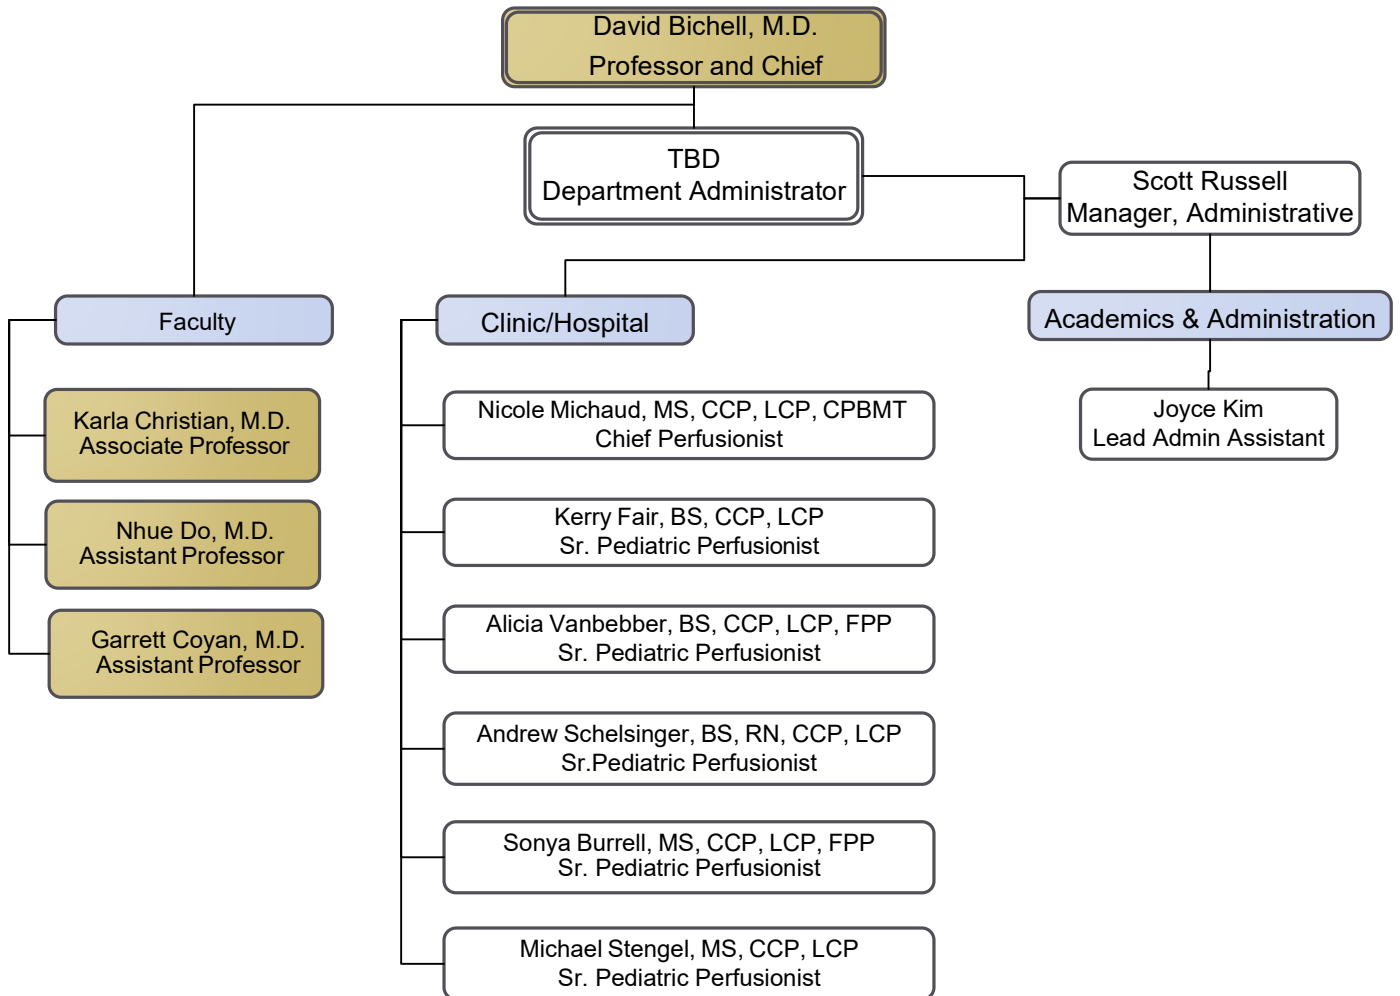 David Bichell, M.D.
Professor and Chief
TBD
Department Administrator
Scott Russell
Manager, Administrative
Faculty
Clinic/Hospital
Academics & Administration
Karla Christian, M.D.
Associate Professor
Nhue Do, M.D.
Assistant Professor
Garrett Coyan, M.D.
Assistant Professor
Nicole Michaud, MS, CCP, LCP, CPBMT
Chief Perfusionist
Kerry Fair, BS, CCP, LCP
Sr. Pediatric Perfusionist
Alicia Vanbebber, BS, CCP, LCP, FPP
Sr. Pediatric Perfusionist
Andrew Schelsinger, BS, RN, CCP, LCP
Sr.Pediatric Perfusionist
Sonya Burrell, MS, CCP, LCP, FPP
Sr. Pediatric Perfusionist
Michael Stengel, MS, CCP, LCP
Sr. Pediatric Perfusionist
Joyce Kim
Lead Admin Assistant